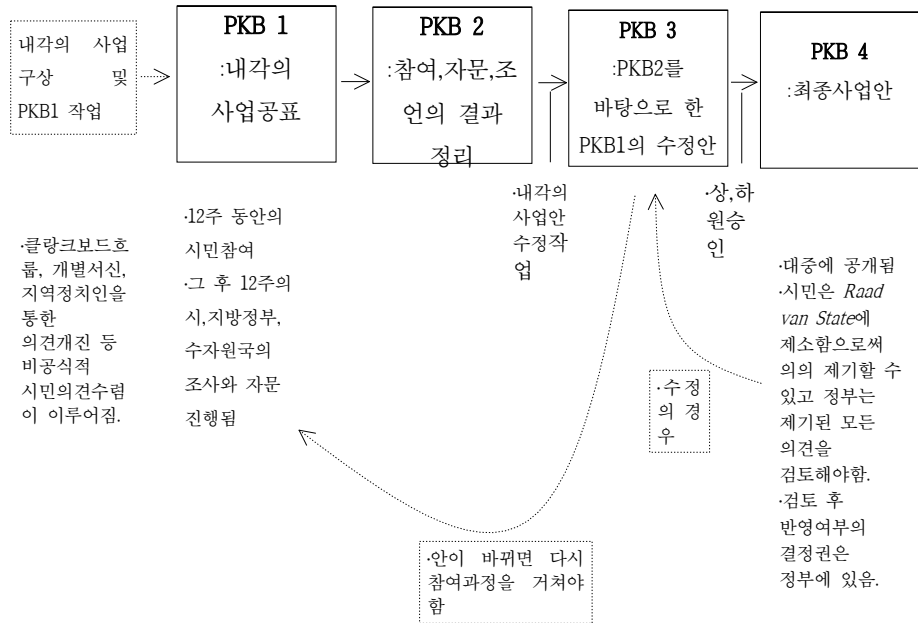 내각의 사업
구상 및
PKB1 작업
PKB 1
:내각의
사업공표
PKB 2
:참여,자문,조
언의 결과
정리
PKB 3
:PKB2를
바탕으로 한
PKB1의 수정안
PKB 4
:최종사업안
·클랑크보드흐
룹, 개별서신,
지역정치인을
통한
의견개진 등
비공식적
시민의견수렴
이 이루어짐.
·12주 동안의
시민참여
·그 후 12주의
시,지방정부,
수자원국의
조사와 자문
진행됨
·내각의
사업안
수정작
업
·상,하
원승
인
·대중에 공개됨
·시민은 Raad
van State에
제소함으로써
의의 제기할 수
있고 정부는
제기된 모든
의견을
검토해야함.
·검토 후
반영여부의
결정권은
정부에 있음.
·수정
의 경
우
·안이 바뀌면 다시
참여과정을 거쳐야
함